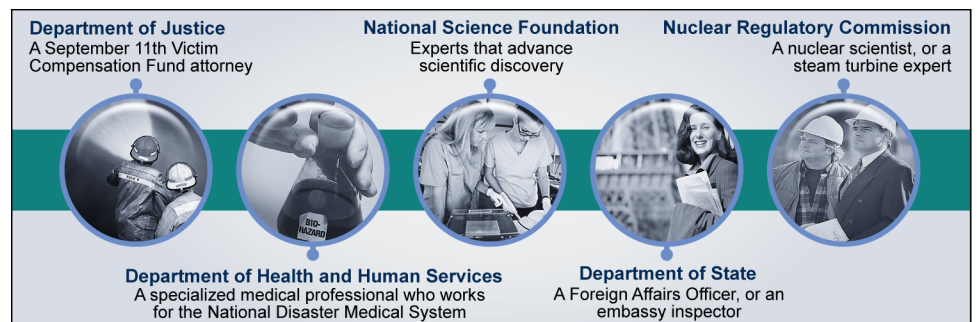 Department of Justice
A September 11th Victim
Compensation Fund attorney
National Science Foundation
Experts that advance
scientific discovery
Nuclear Regulatory Commission
A nuclear scientist, or a
steam turbine expert
BIO-
HAZARD
Department of Health and Human Services
A specialized medical professional who works
for the National Disaster Medical System
Department of State
A Foreign Affairs Officer, or an
embassy inspector